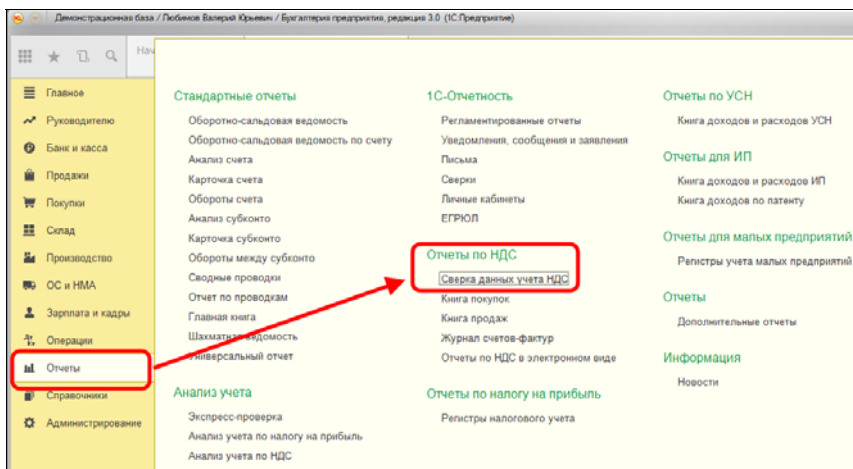 Демонстрационная база / Любимов Валерий Юрьевич / Бухгалтерия предприятия, редакция 3.0 (1С:Предприятие)
Нач
Главное
Руководителю
Банк и касса
Продажи
Покупки
Склад
Производство
ОС и НМА
Зарплата и кадры
Операции
Отчеты
Справочники
Администрирование
Стандартные отчеты
Оборотно-сальдовая ведомость
Оборотно-сальдовая ведомость по счету
Анализ счета
Карточка счета
Обороты счета
Анализ субконто
Карточка субконто
Обороты между субконто
Сводные проводки
Отчет по проводкам
Главная книга
Шахматная ведомость
Универсальный отчет
Анализ учета
Экспресс-проверка
Анализ учета по налогу на прибыль
Анализ учета по НДС
1С-Отчетность
Регламентированные отчеты
Уведомления, сообщения и заявления
Письма
Сверки
Личные кабинеты
ЕГРЮЛ
Отчеты по НДС
Сверка данных учета НДС
Книга покупок
Книга продаж
Журнал счетов-фактур
Отчеты по НДС в электронном виде
Отчеты по налогу на прибыль
Регистры налогового учета
Отчеты по УСН
Книга доходов и расходов УСН
Отчеты для ИП
Книга доходов и расходов ИП
Книга доходов по патенту
Отчеты для малых предприятий
Регистры учета малых предприятий
Отчеты
Дополнительные отчеты
Информация
Новости